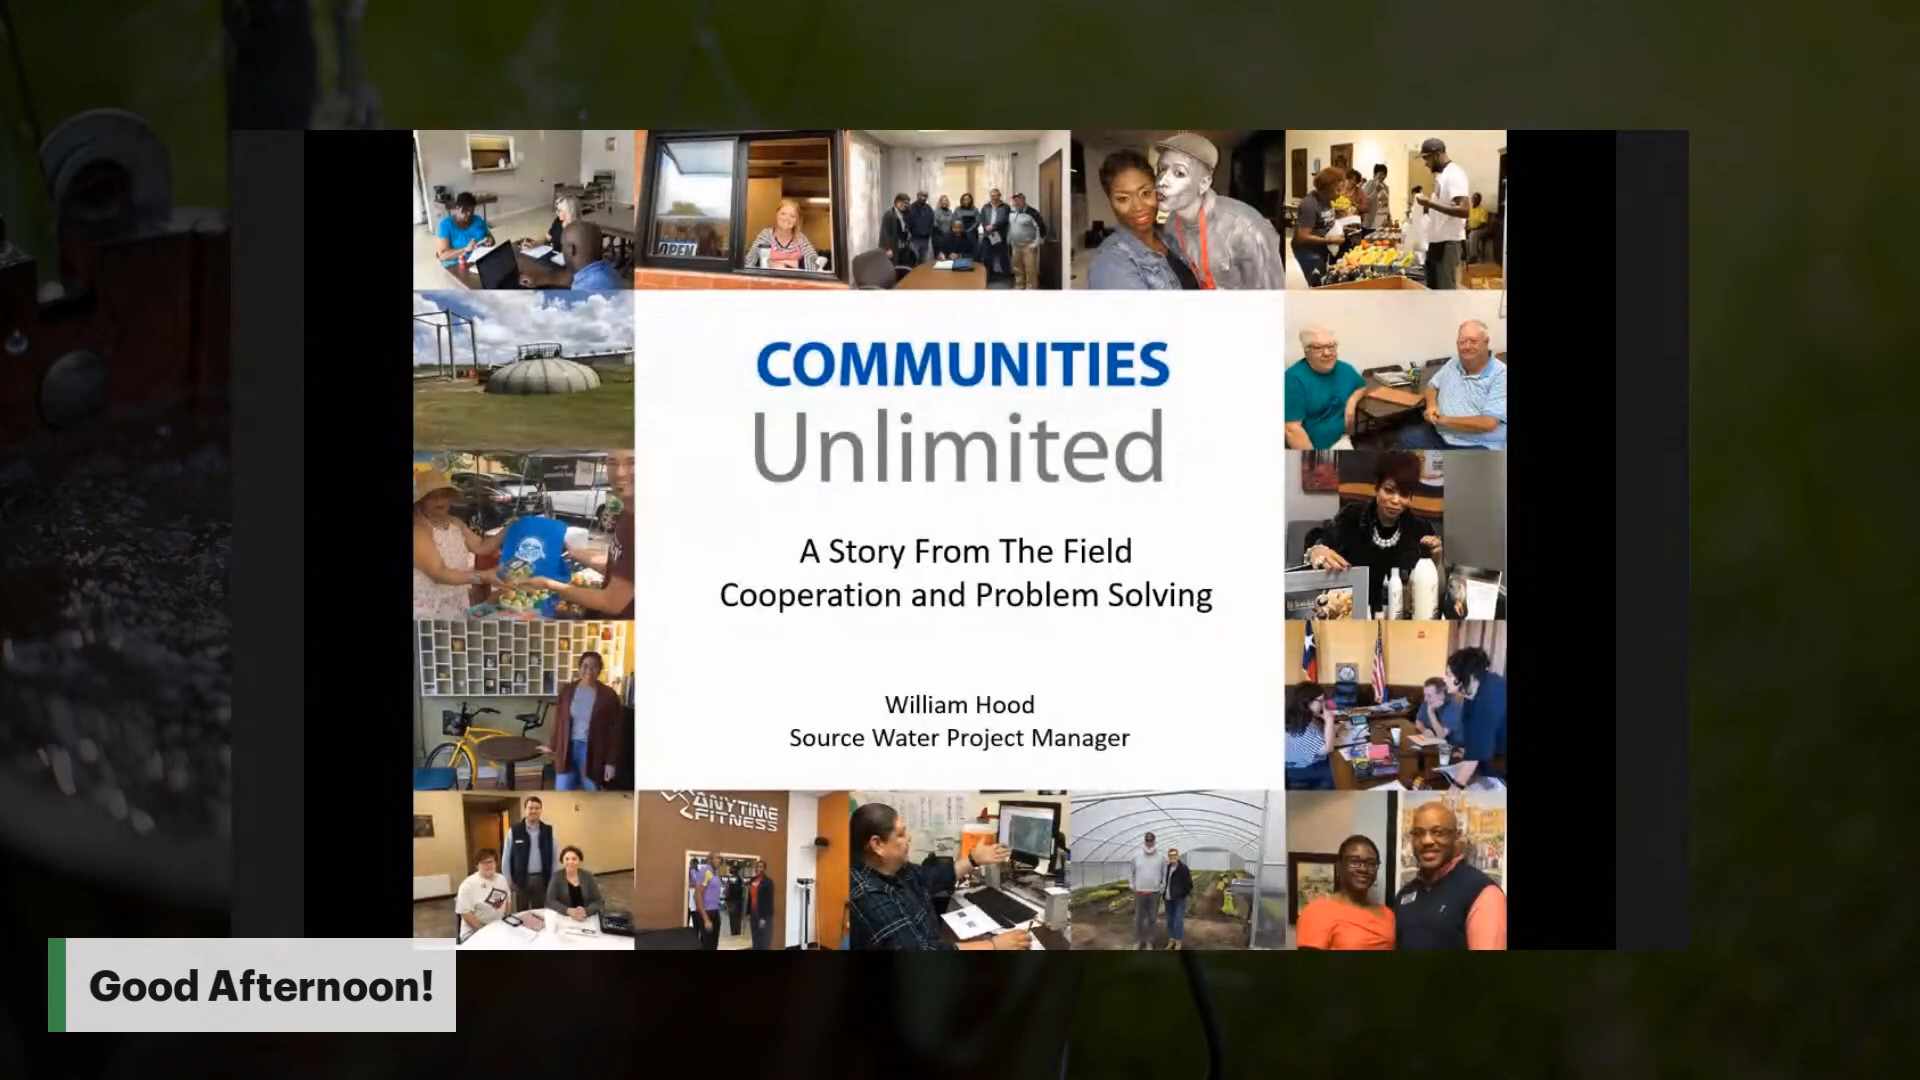 OPEN
COMMUNITIES
Unlimited
A Story From The Field
Cooperation and Problem Solving
William Hood
Source Water Project Manager
ANYTIME
FITNESS
Good Afternoon!